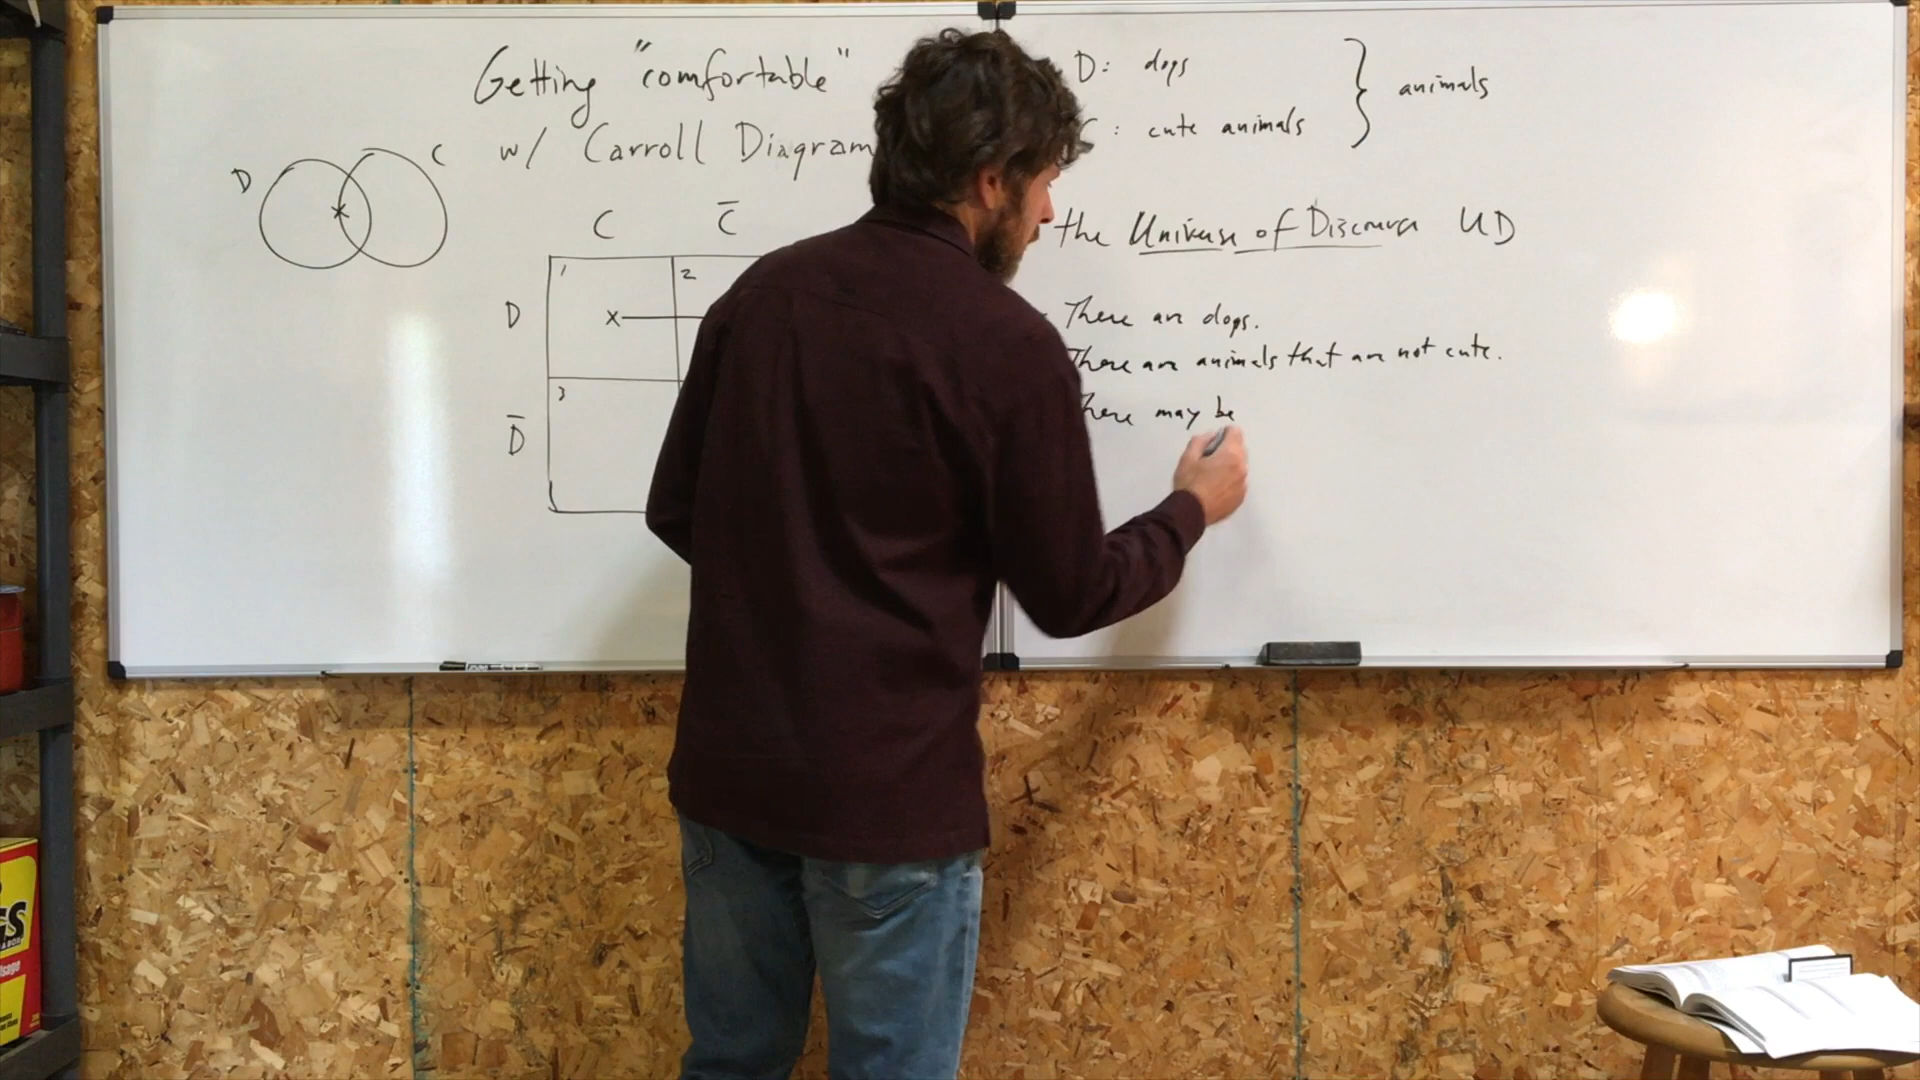 Getting "comfortable"
w/ Carroll Diagram
D C
C C̅
1 2
D X
3
D̅
D: dogs
: cute animals
} animals
the Universe of Discourse UD
There are dogs.
There are animals that are not cute.
here may be